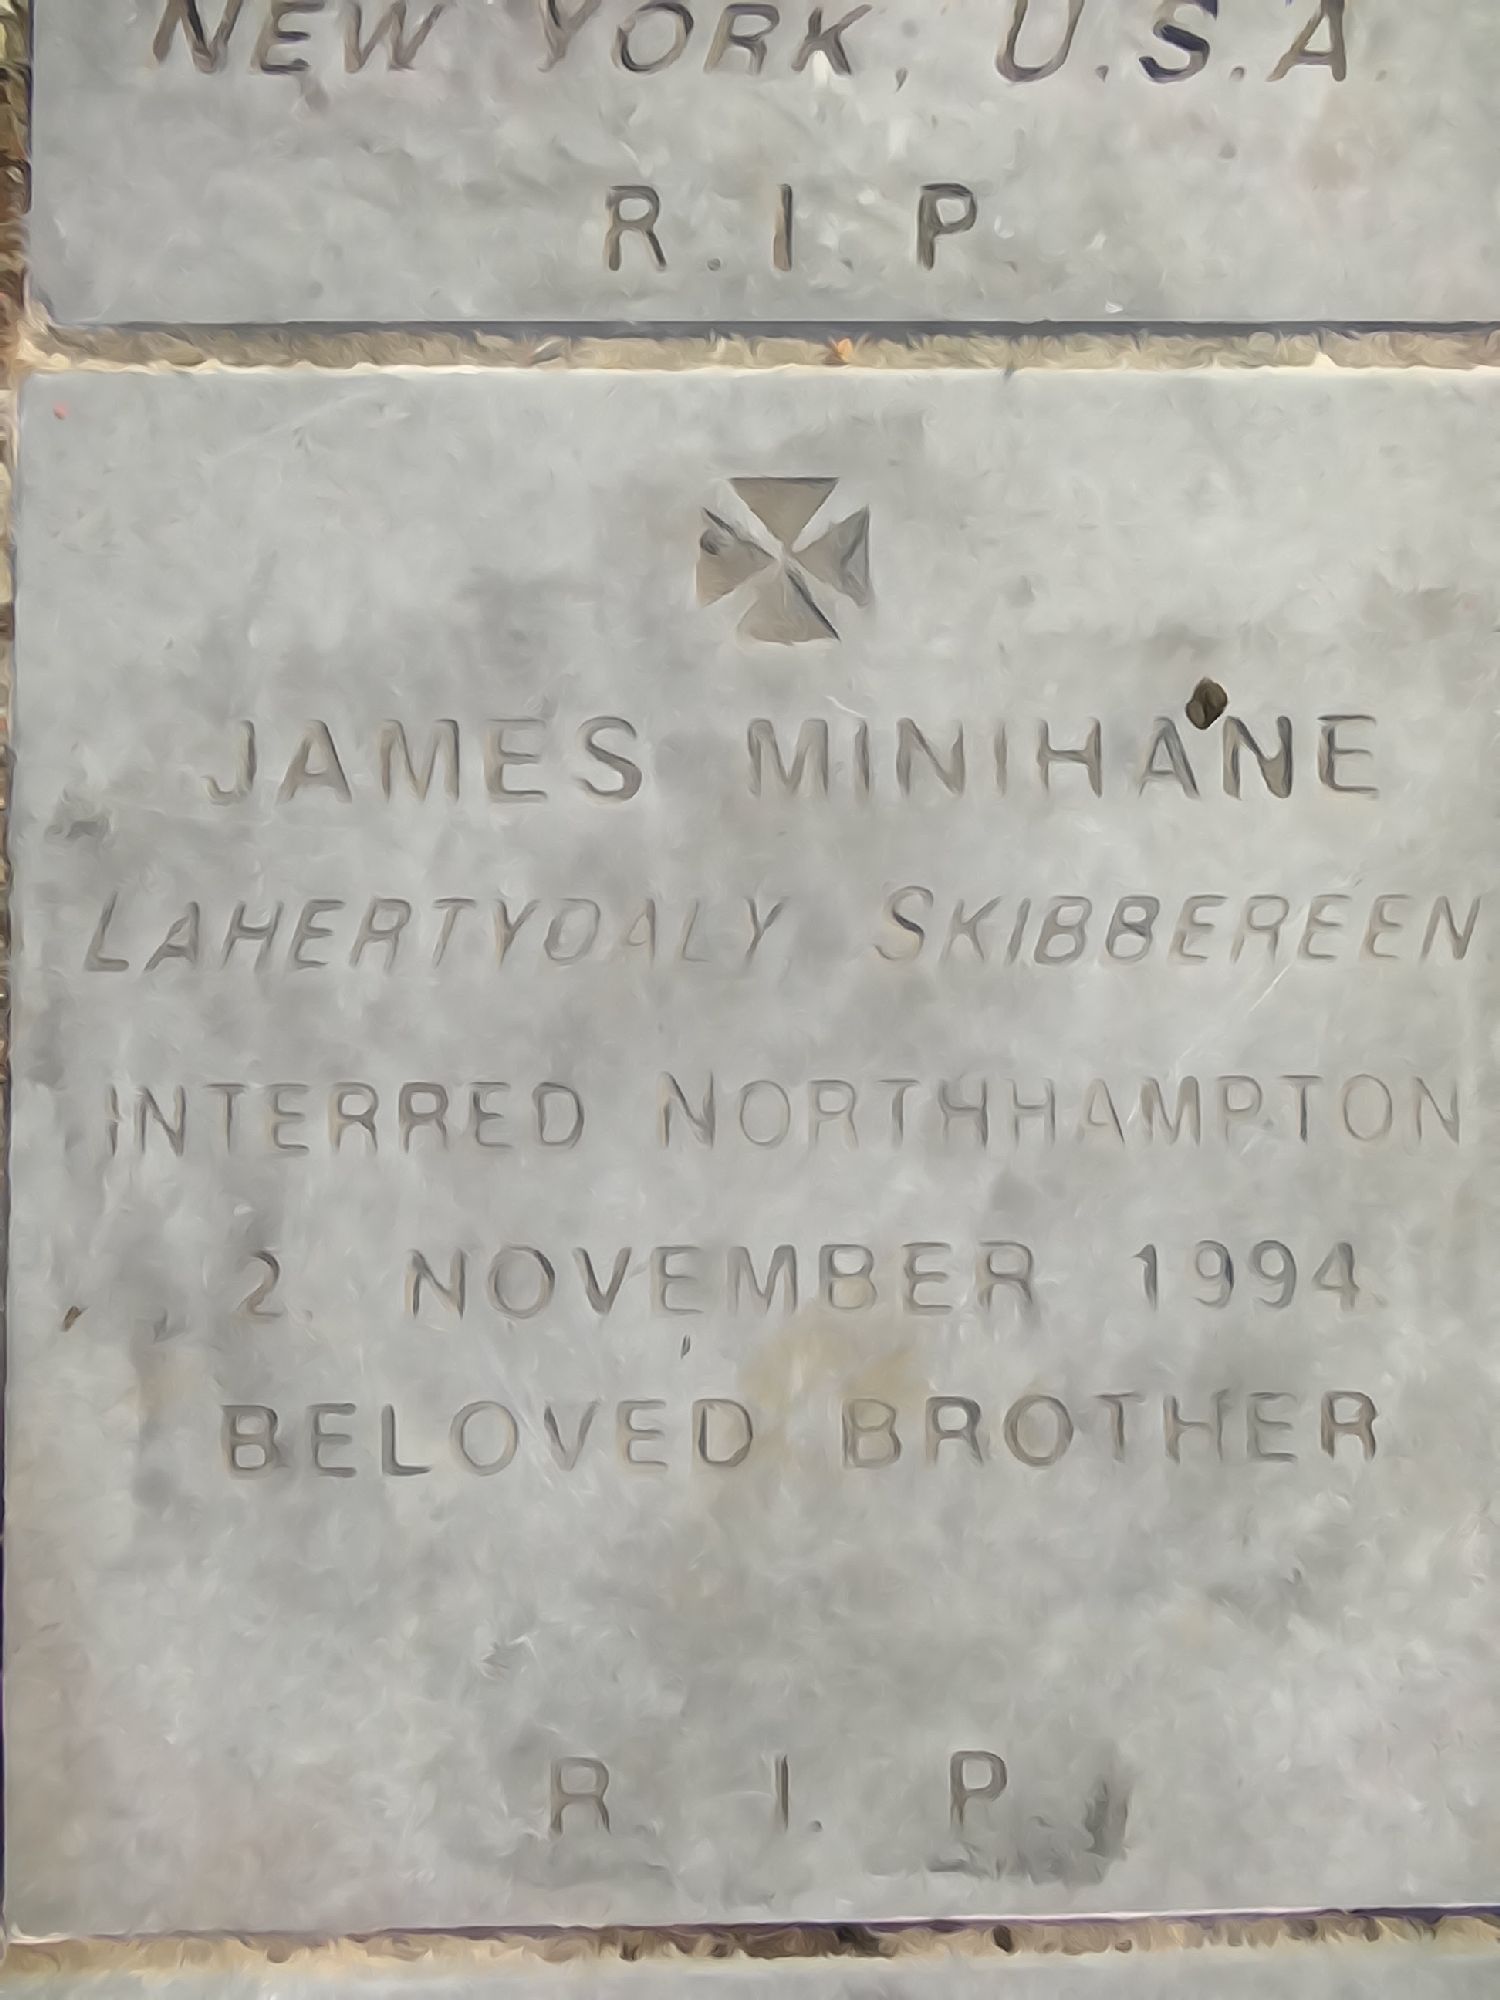 NEW YORK, U.S.A.
R.I.P.
JAMES MINIHANE
LAHERTYDALY SKIBBEREEN.
INTERRED NORTHHAMPTON
2. NOVEMBER 1994.
BELOVED BROTHER
R.I.P.